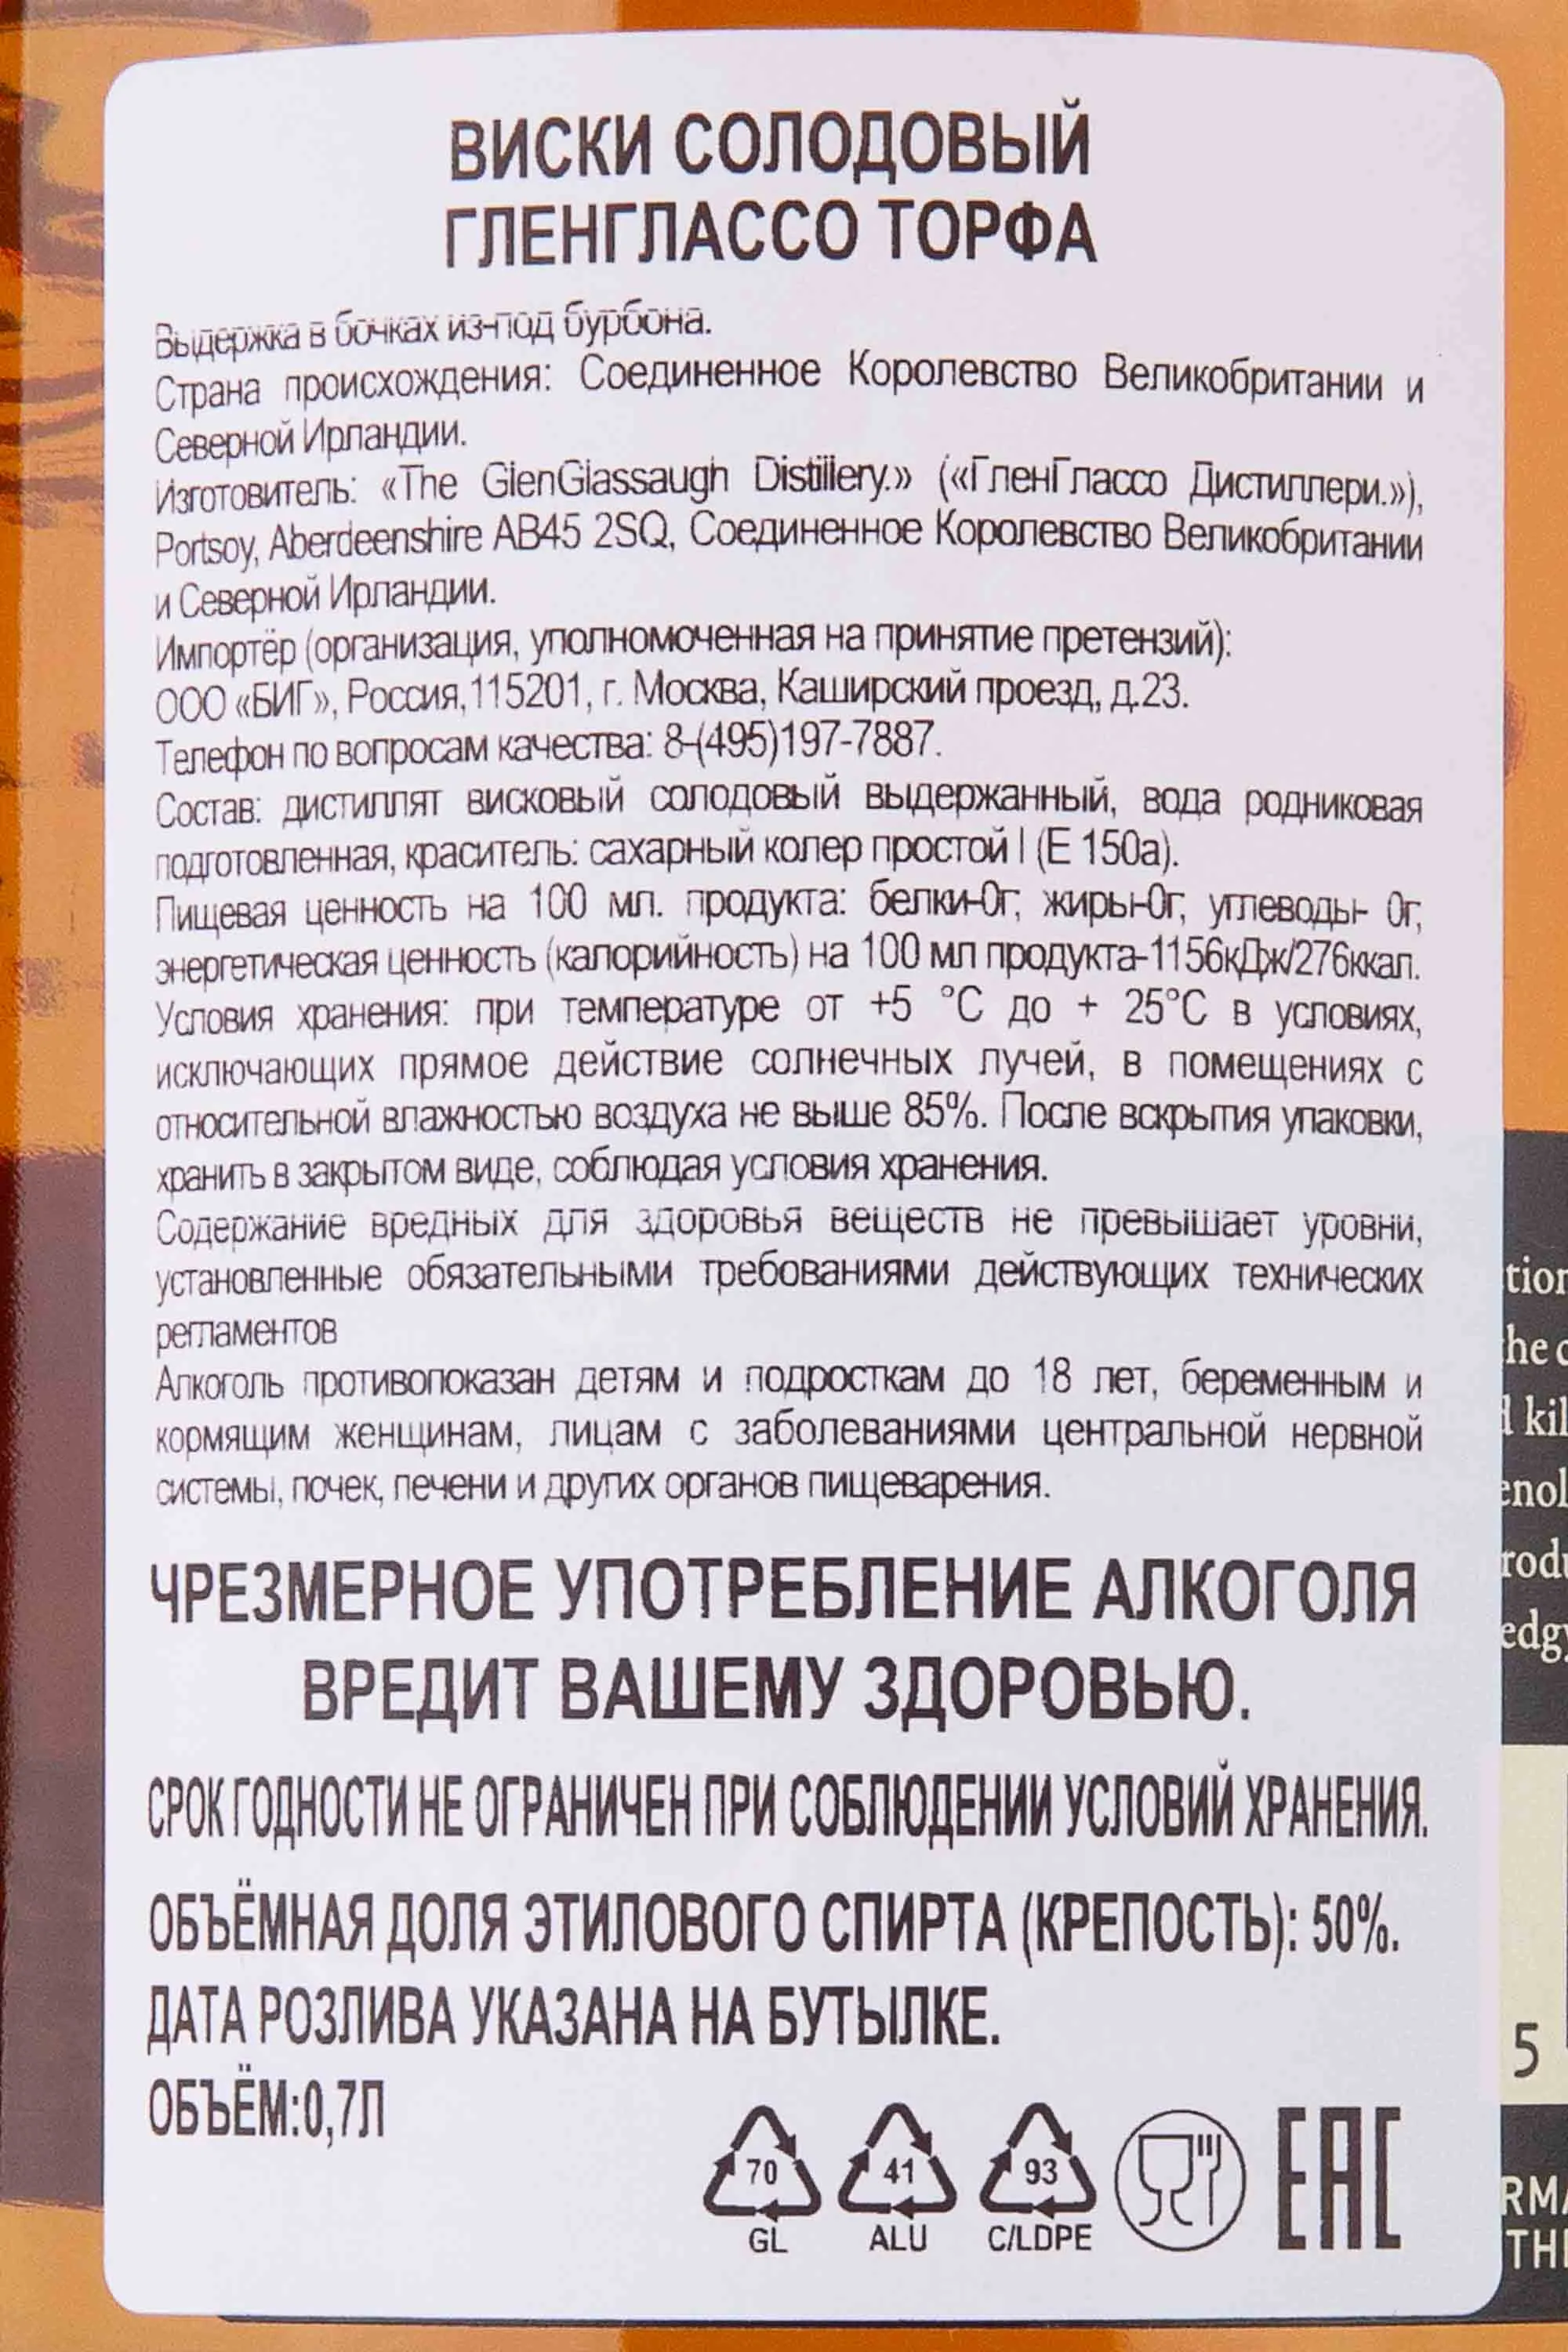 ВИСКИ СОЛОДОВЫЙ
ГЛЕНГЛАССО ТОРФА
Выдержка в бочках из-под бурбона.
Страна происхождения: Соединенное Королевство Великобритании и
Северной Ирландии.
Изготовитель: «The GlenGlassaugh Distillery.» («ГленГлассо Дистиллери.»),
Portsoy, Aberdeenshire AB45 2SQ, Соединенное Королевство Великобритании
и Северной Ирландии.
Импортёр (организация, уполномоченная на принятие претензий):
ООО «БИГ», Россия,115201, г. Москва, Каширский проезд, д.23.
Телефон по вопросам качества: 8-(495)197-7887.
Состав: дистиллят висковый солодовый выдержанный, вода родниковая
подготовленная, краситель: сахарный колер простой I (Е 150а).
Пищевая ценность на 100 мл. продукта: белки-0г, жиры-0г, углеводы- 0г,
энергетическая ценность (калорийность) на 100 мл продукта-1156кДж/276ккал.
Условия хранения: при температуре от +5 °С до + 25°С в условиях,
исключающих прямое действие солнечных лучей, в помещениях с
относительной влажностью воздуха не выше 85%. После вскрытия упаковки,
хранить в закрытом виде, соблюдая условия хранения.
Содержание вредных для здоровья веществ не превышает уровни,
установленные обязательными требованиями действующих технических
регламентов
Алкоголь противопоказан детям и подросткам до 18 лет, беременным и
кормящим женщинам, лицам с заболеваниями центральной нервной
системы, почек, печени и других органов пищеварения.
ЧРЕЗМЕРНОЕ УПОТРЕБЛЕНИЕ АЛКОГОЛЯ
ВРЕДИТ ВАШЕМУ ЗДОРОВЬЮ.
СРОК ГОДНОСТИ НЕ ОГРАНИЧЕН ПРИ СОБЛЮДЕНИИ УСЛОВИЙ ХРАНЕНИЯ.
ОБЪЁМНАЯ ДОЛЯ ЭТИЛОВОГО СПИРТА (КРЕПОСТЬ): 50%.
ДАТА РОЗЛИВА УКАЗАНА НА БУТЫЛКЕ.
ОБЪЁМ:0,7Л
70 41 93
GL ALU C/LDPE
EAC
5